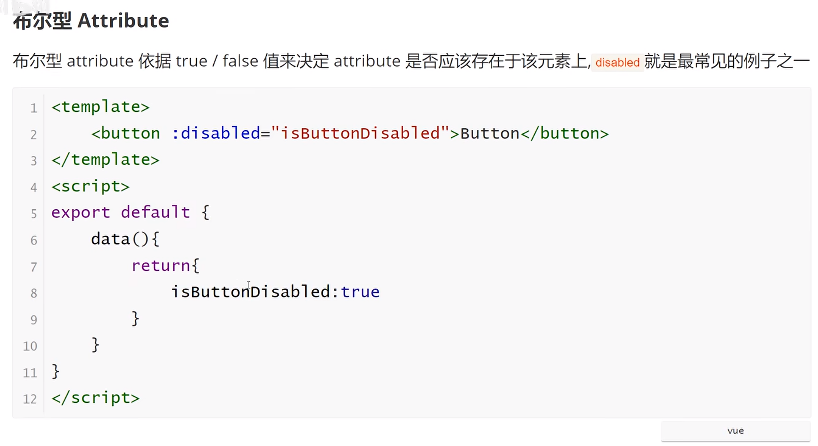 布尔型 Attribute
布尔型 attribute 依据 true / false 值来决定 attribute 是否应该存在于该元素上, disabled 就是最常见的例子之一
1 <template>
2     <button :disabled="isButtonDisabled">Button</button>
3 </template>
4 <script>
5 export default {
6     data(){
7         return{
8             isButtonDisabled:true
9         }
10     }
11 }
12 </script>
vue